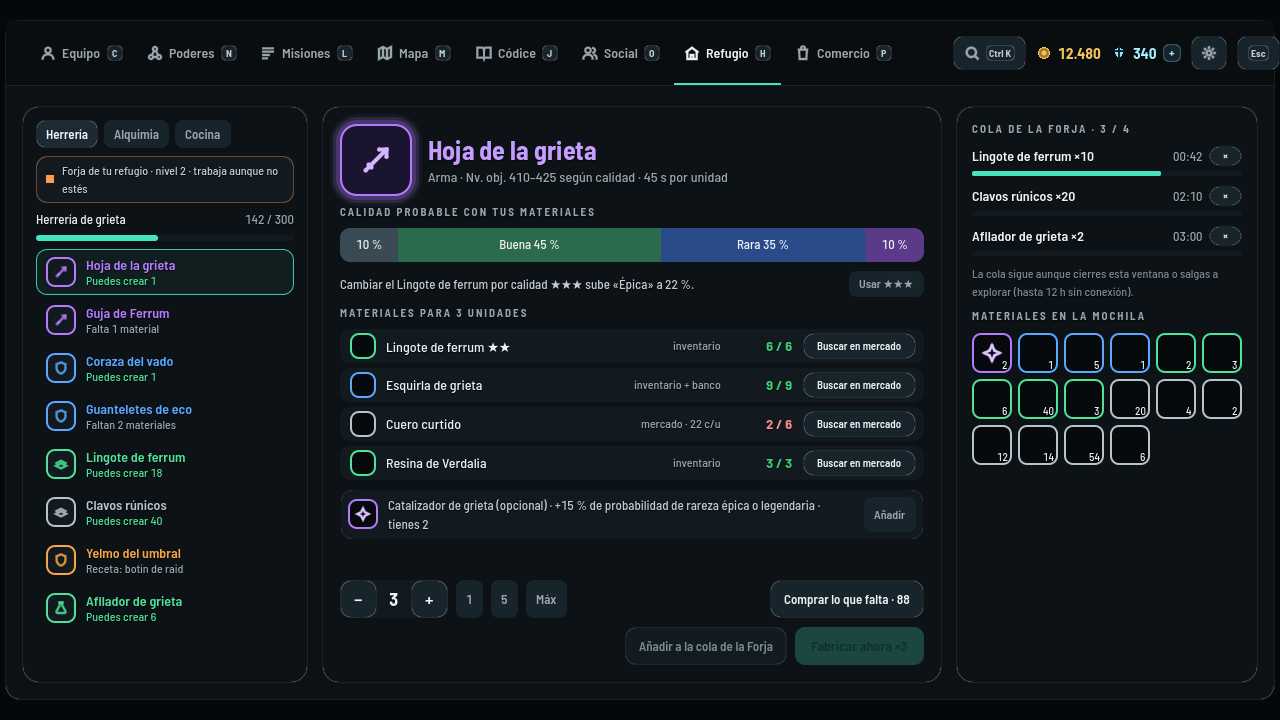 Equipo C Poderes N Misiones L Mapa M Códice J Social O Refugio H Comercio P Ctrl K 12.480 340 + Esc
Herrería Alquimia Cocina
Forja de tu refugio · nivel 2 · trabaja aunque no
estés
Herrería de grieta 142 / 300
Hoja de la grieta
Puedes crear 1
Guja de Ferrum
Falta 1 material
Coraza del vado
Puedes crear 1
Guanteletes de eco
Faltan 2 materiales
Lingote de ferrum
Puedes crear 18
Clavos rúnicos
Puedes crear 40
Yelmo del umbral
Receta: botín de raid
Afilador de grieta
Puedes crear 6
Hoja de la grieta
Arma · Nv. obj. 410–425 según calidad · 45 s por unidad
CALIDAD PROBABLE CON TUS MATERIALES
10 % Buena 45 % Rara 35 % 10 %
Cambiar el Lingote de ferrum por calidad ★★★ sube «Épica» a 22 %. Usar ★★★
MATERIALES PARA 3 UNIDADES
Lingote de ferrum ★★ inventario 6 / 6 Buscar en mercado
Esquirla de grieta inventario + banco 9 / 9 Buscar en mercado
Cuero curtido mercado · 22 c/u 2 / 6 Buscar en mercado
Resina de Verdalia inventario 3 / 3 Buscar en mercado
Catalizador de grieta (opcional) · +15 % de probabilidad de rareza épica o legendaria ·
tienes 2
Añadir
− 3 + 1 5 Máx Comprar lo que falta · 88
Añadir a la cola de la Forja Fabricar ahora ×3
COLA DE LA FORJA · 3 / 4
Lingote de ferrum ×10 00:42 ×
Clavos rúnicos ×20 02:10 ×
Afilador de grieta ×2 03:00 ×
La cola sigue aunque cierres esta ventana o salgas a
explorar (hasta 12 h sin conexión).
MATERIALES EN LA MOCHILA
2 1 5 1 2 3
6 40 3 20 4 2
12 14 54 6